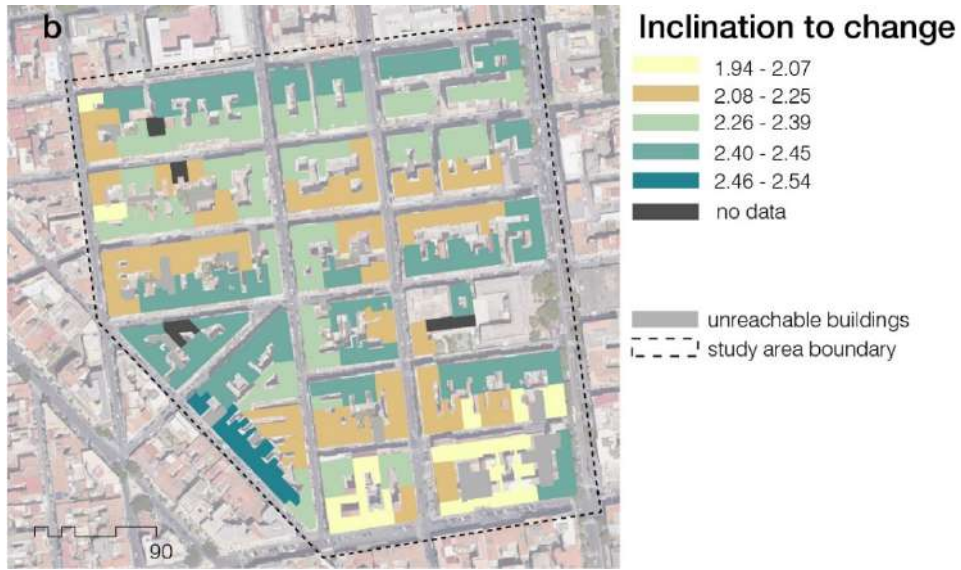 b
Inclination to change
1.94 - 2.07
2.08 - 2.25
2.26 - 2.39
2.40 - 2.45
2.46 - 2.54
no data
unreachable buildings
study area boundary
90